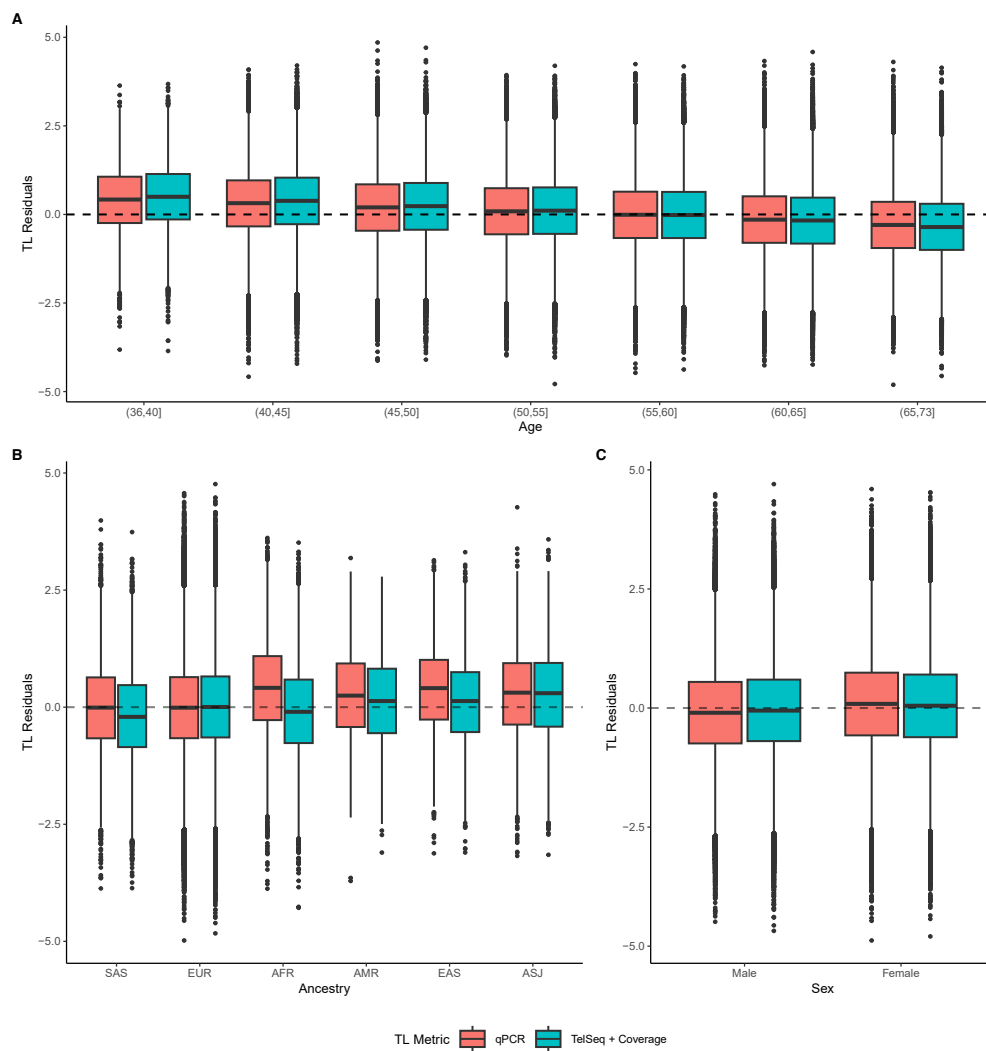 A
5.0
2.5
0.0
−2.5
−5.0
TL Residuals
(36,40] (40,45] (45,50] (50,55] (55,60] (60,65] (65,73]
Age
B
5.0
2.5
0.0
−2.5
−5.0
TL Residuals
SAS EUR AFR AMR EAS ASJ
Ancestry
C
5.0
2.5
0.0
−2.5
−5.0
TL Residuals
Male Female
Sex
TL Metric qPCR TelSeq + Coverage